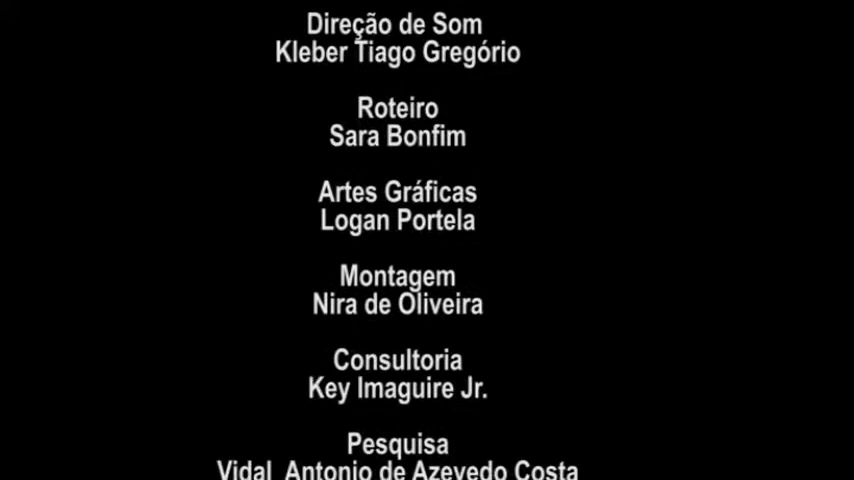 Direção de Som
Kleber Tiago Gregório
Roteiro
Sara Bonfim
Artes Gráficas
Logan Portela
Montagem
Nira de Oliveira
Consultoria
Key Imaguire Jr.
Pesquisa
Vidal Antonio de Azevedo Costa